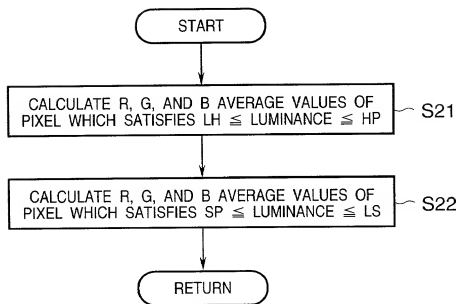 START
CALCULATE R, G, AND B AVERAGE VALUES OF
PIXEL WHICH SATISFIES LH ≦ LUMINANCE ≦ HP
S21
CALCULATE R, G, AND B AVERAGE VALUES OF
PIXEL WHICH SATISFIES SP ≦ LUMINANCE ≦ LS
S22
RETURN